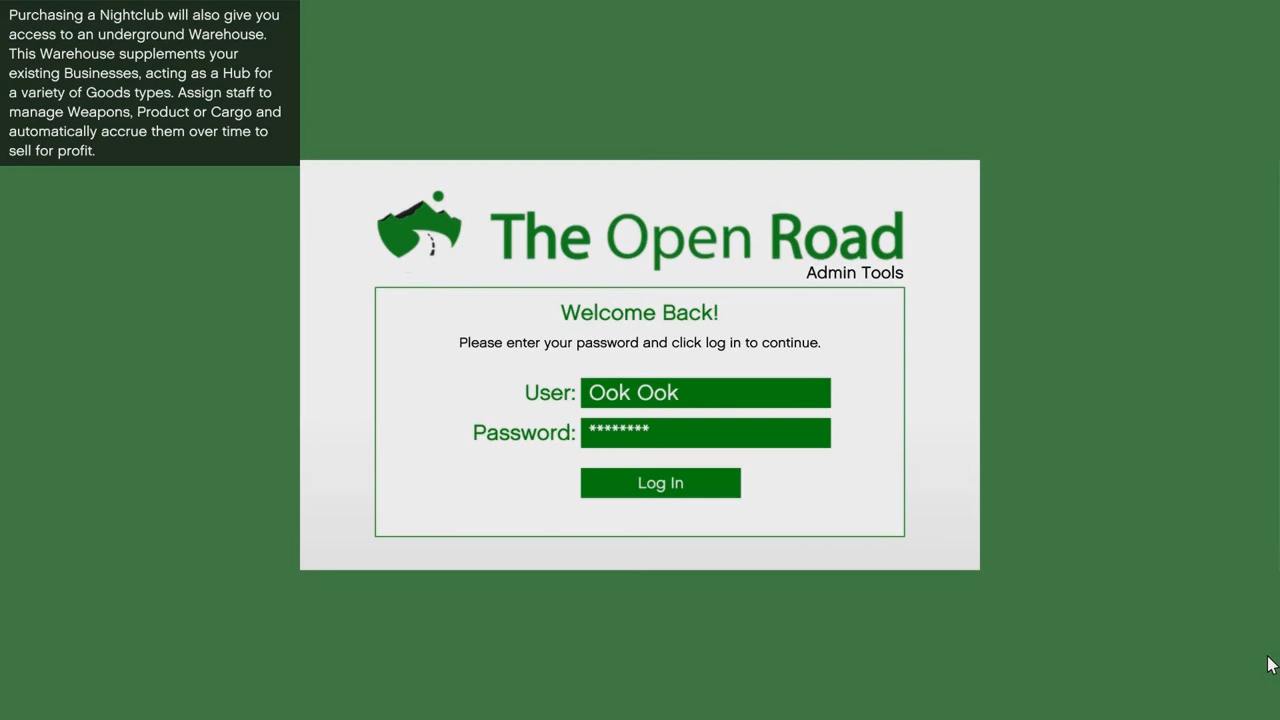 Purchasing a Nightclub will also give you
access to an underground Warehouse.
This Warehouse supplements your
existing Businesses, acting as a Hub for
a variety of Goods types. Assign staff to
manage Weapons, Product or Cargo and
automatically accrue them over time to
sell for profit.
The Open Road
Admin Tools
Welcome Back!
Please enter your password and click log in to continue.
User: Ook Ook
Password: ********
Log In